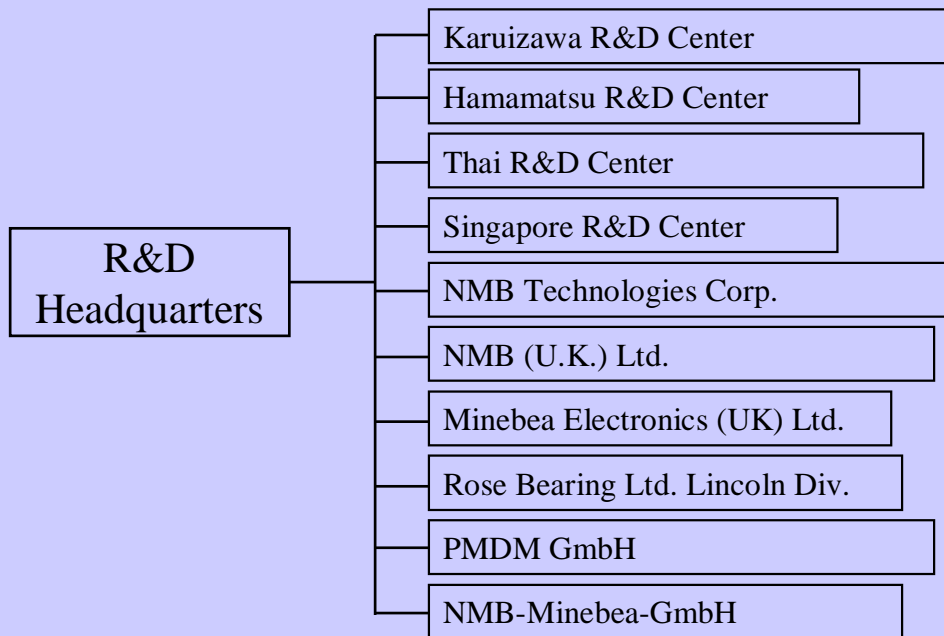 Karuizawa R&D Center
Hamamatsu R&D Center
Thai R&D Center
Singapore R&D Center
R&D
Headquarters
NMB Technologies Corp.
NMB (U.K.) Ltd.
Minebea Electronics (UK) Ltd.
Rose Bearing Ltd. Lincoln Div.
PMDM GmbH
NMB-Minebea-GmbH